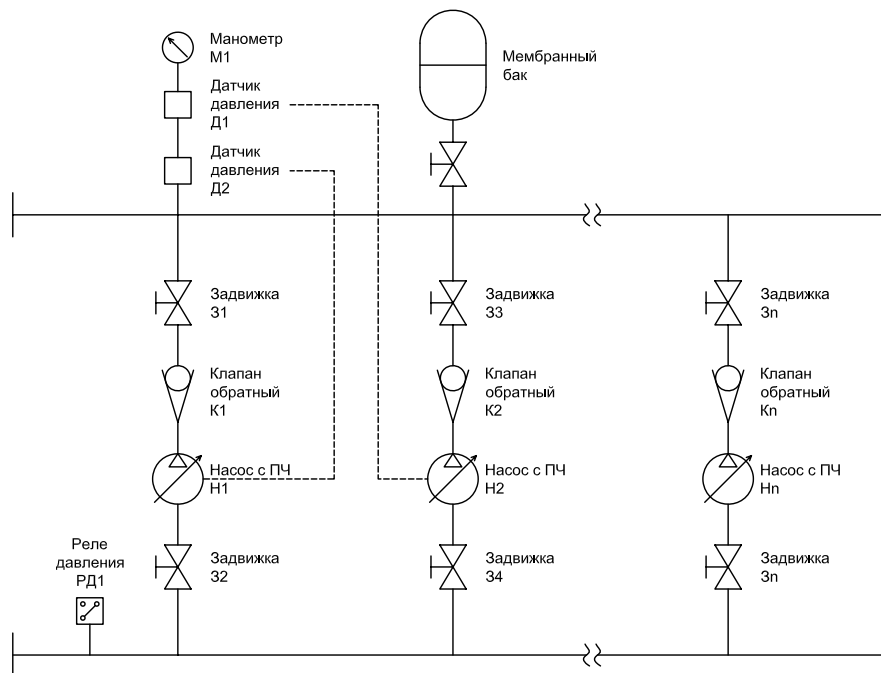 Манометр
М1
Мембранный
бак
Датчик
давления
Д1
Датчик
давления
Д2
Задвижка
З1
Задвижка
З3
Задвижка
Зn
Клапан
обратный
К1
Клапан
обратный
К2
Клапан
обратный
Кn
Насос с ПЧ
Н1
Насос с ПЧ
Н2
Насос с ПЧ
Нn
Реле
давления
РД1
Задвижка
З2
Задвижка
З4
Задвижка
Зn